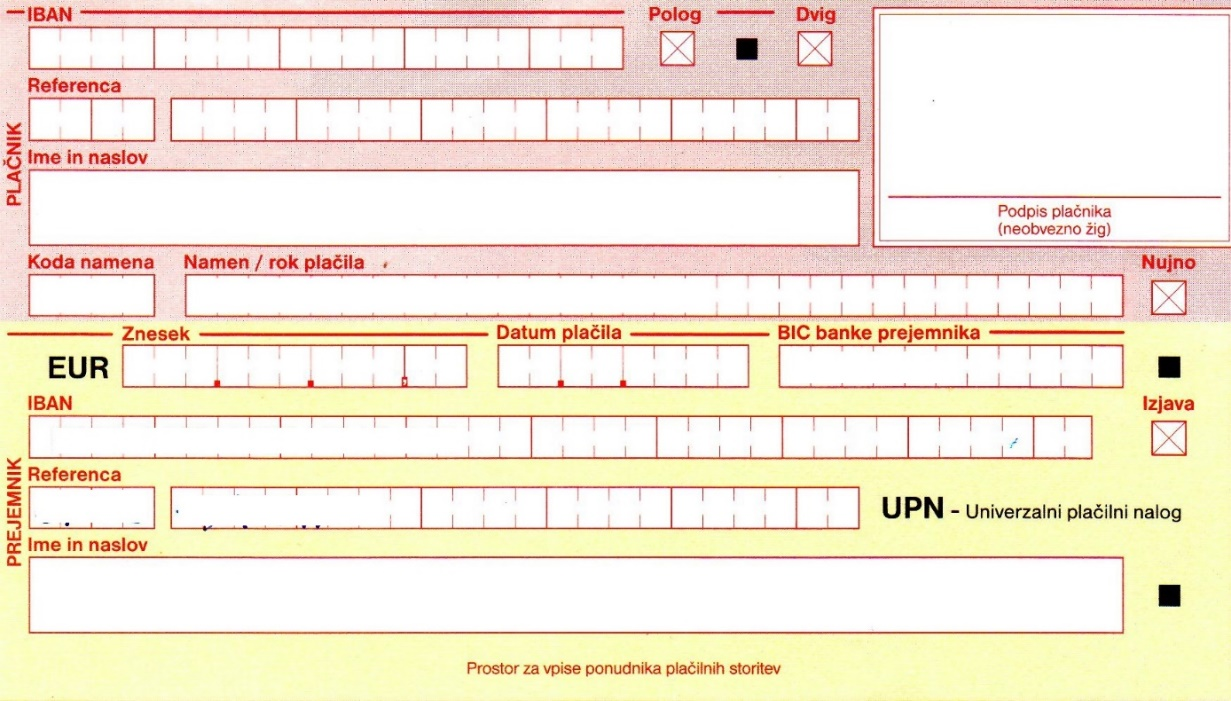 IBAN Polog Dvig
Referenca
PLAČNIK
Ime in naslov
Podpis plačnika
(neobvezno žig)
Koda namena Namen / rok plačila Nujno
Znesek Datum plačila BIC banke prejemnika
EUR
IBAN Izjava
PREJEMNIK
Referenca
UPN - Univerzalni plačilni nalog
Ime in naslov
Prostor za vpise ponudnika plačilnih storitev